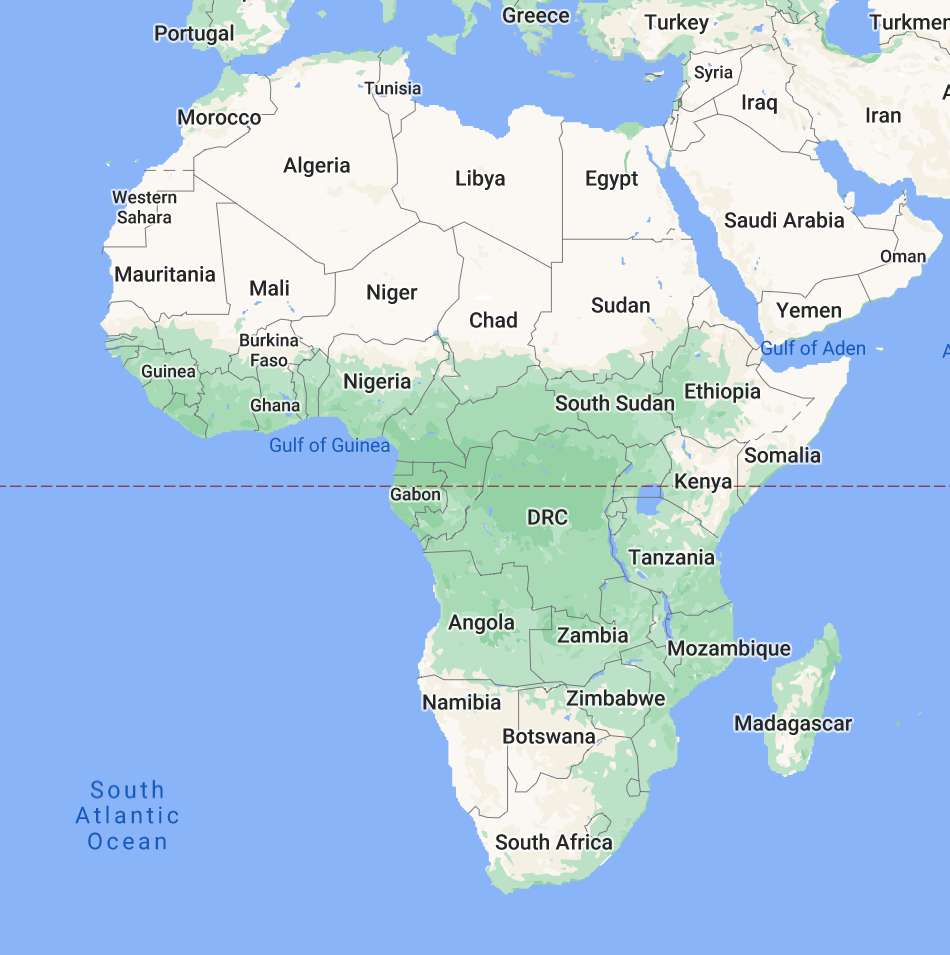 Greece
Turkey
Turkmer
Portugal
Syria
Tunisia
Iraq
Iran
A
Morocco
Algeria
Libya
Egypt
Western
Sahara
Saudi Arabia
Oman
Mauritania
Mali
Niger
Sudan
Yemen
Chad
Burkina
Faso
Gulf of Aden
A
Guinea
Nigeria
Ethiopia
Ghana
South Sudan
Gulf of Guinea
Somalia
Kenya
Gabon
DRC
Tanzania
Angola
Zambia
Mozambique
Namibia
Zimbabwe
Madagascar
Botswana
South
Atlantic
Ocean
South Africa